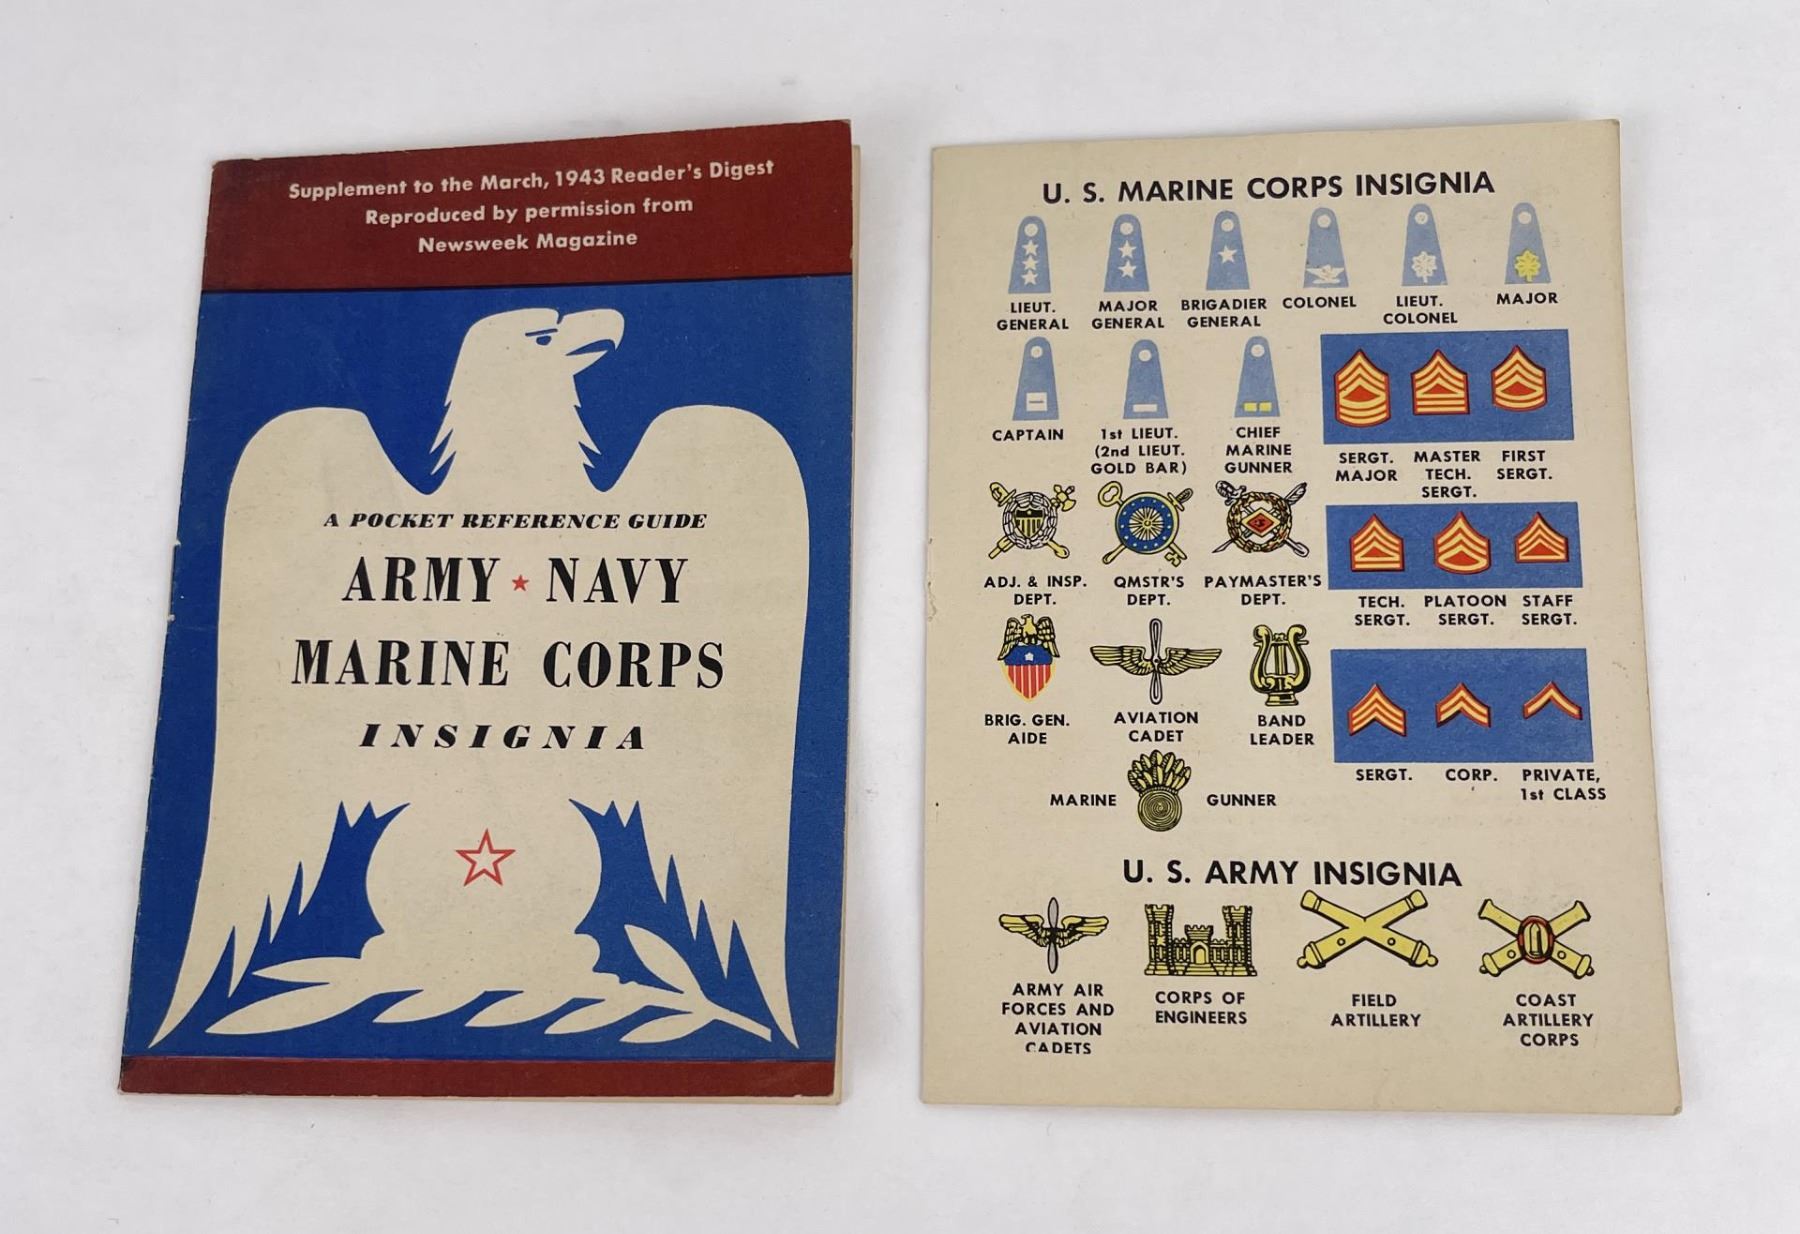 Supplement to the March, 1943 Reader's Digest
Reproduced by permission from
Newsweek Magazine
A POCKET REFERENCE GUIDE
ARMY ★ NAVY
MARINE CORPS
INSIGNIA
U. S. MARINE CORPS INSIGNIA
LIEUT.
GENERAL
MAJOR
GENERAL
BRIGADIER
GENERAL
COLONEL
LIEUT.
COLONEL
MAJOR
CAPTAIN
1st LIEUT.
(2nd LIEUT.
GOLD BAR)
CHIEF
MARINE
GUNNER
SERGT.
MAJOR
MASTER
TECH.
SERGT.
FIRST
SERGT.
ADJ. & INSP.
DEPT.
QMSTR'S
DEPT.
PAYMASTER'S
DEPT.
TECH.
SERGT.
PLATOON
SERGT.
STAFF
SERGT.
BRIG. GEN.
AIDE
AVIATION
CADET
BAND
LEADER
SERGT.
CORP.
PRIVATE,
1st CLASS
MARINE GUNNER
U. S. ARMY INSIGNIA
ARMY AIR
FORCES AND
AVIATION
CADETS
CORPS OF
ENGINEERS
FIELD
ARTILLERY
COAST
ARTILLERY
CORPS